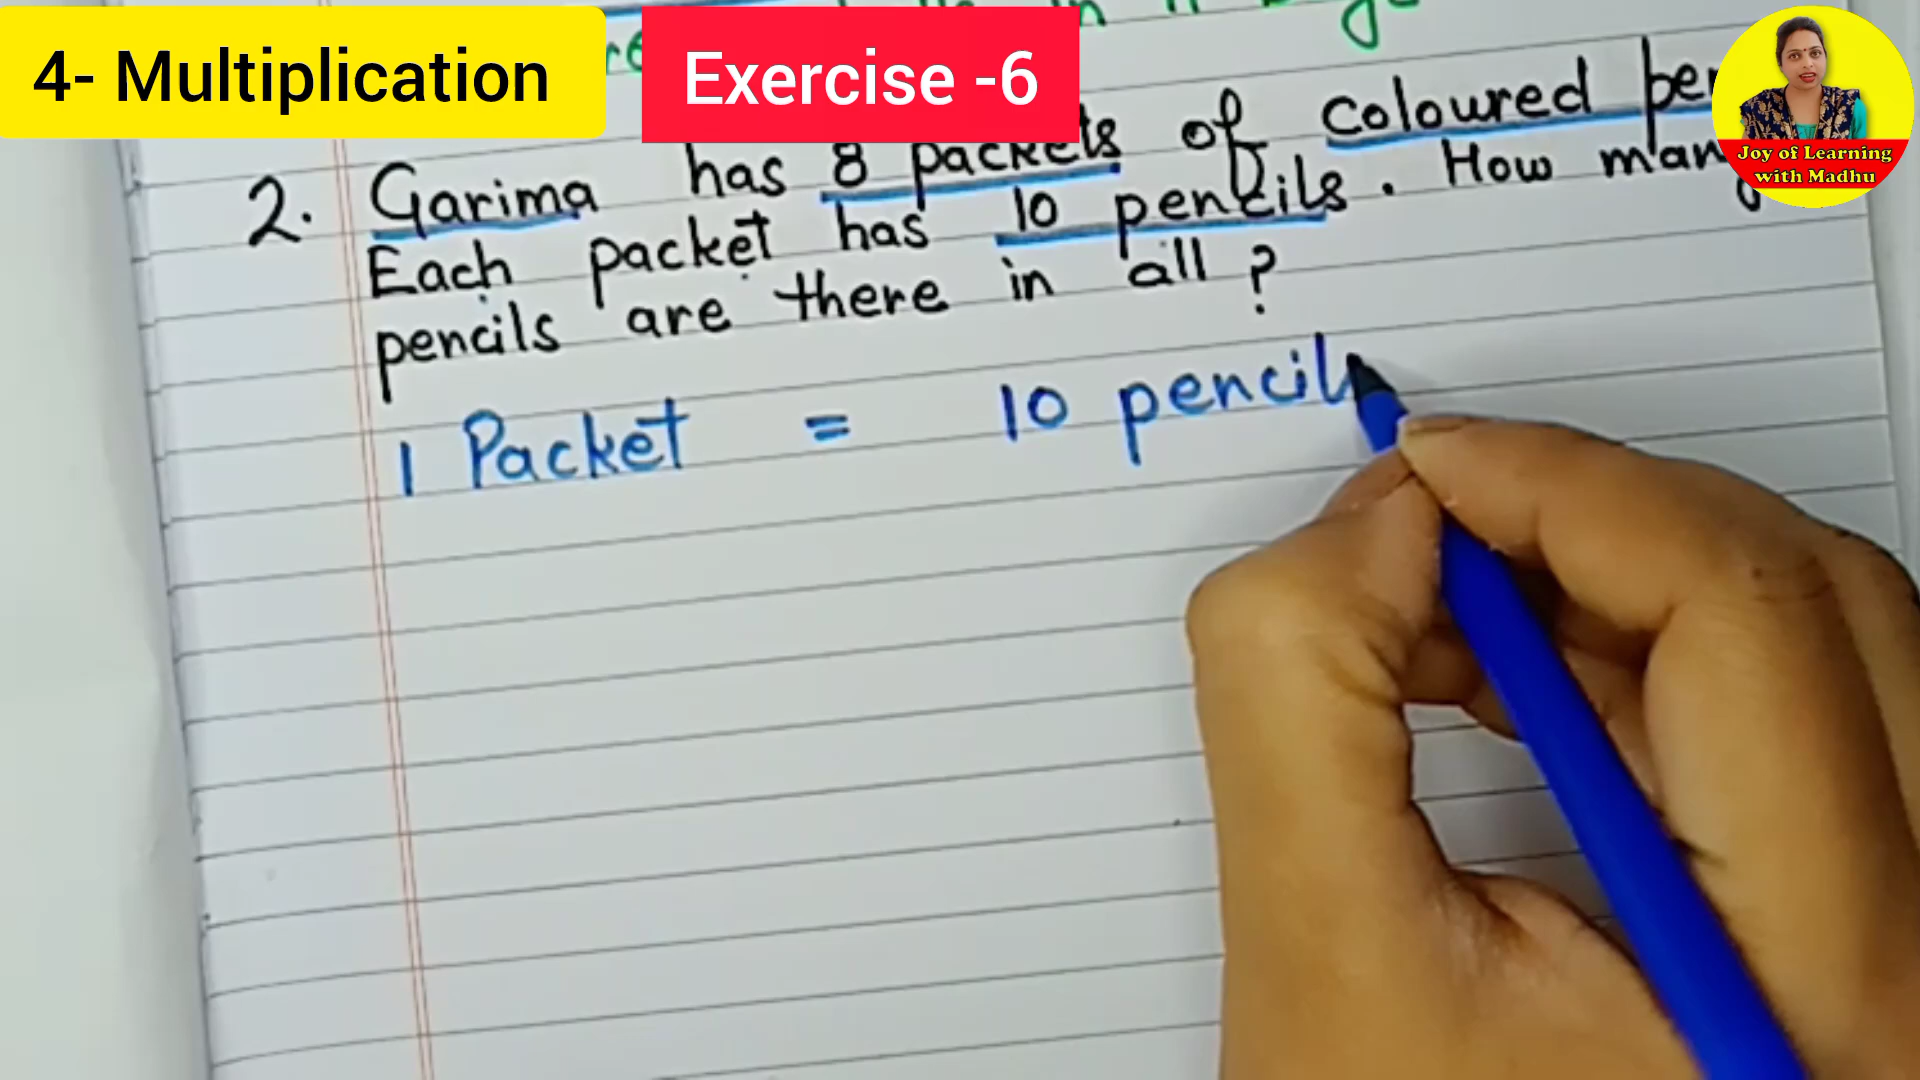 4- Multiplication
Exercise -6
2. Garima has 8 packets of coloured
Each packet has 10 pencils. How many
pencils are there in all ?
1 Packet = 10 pencil
Joy of Learning
with Madhu